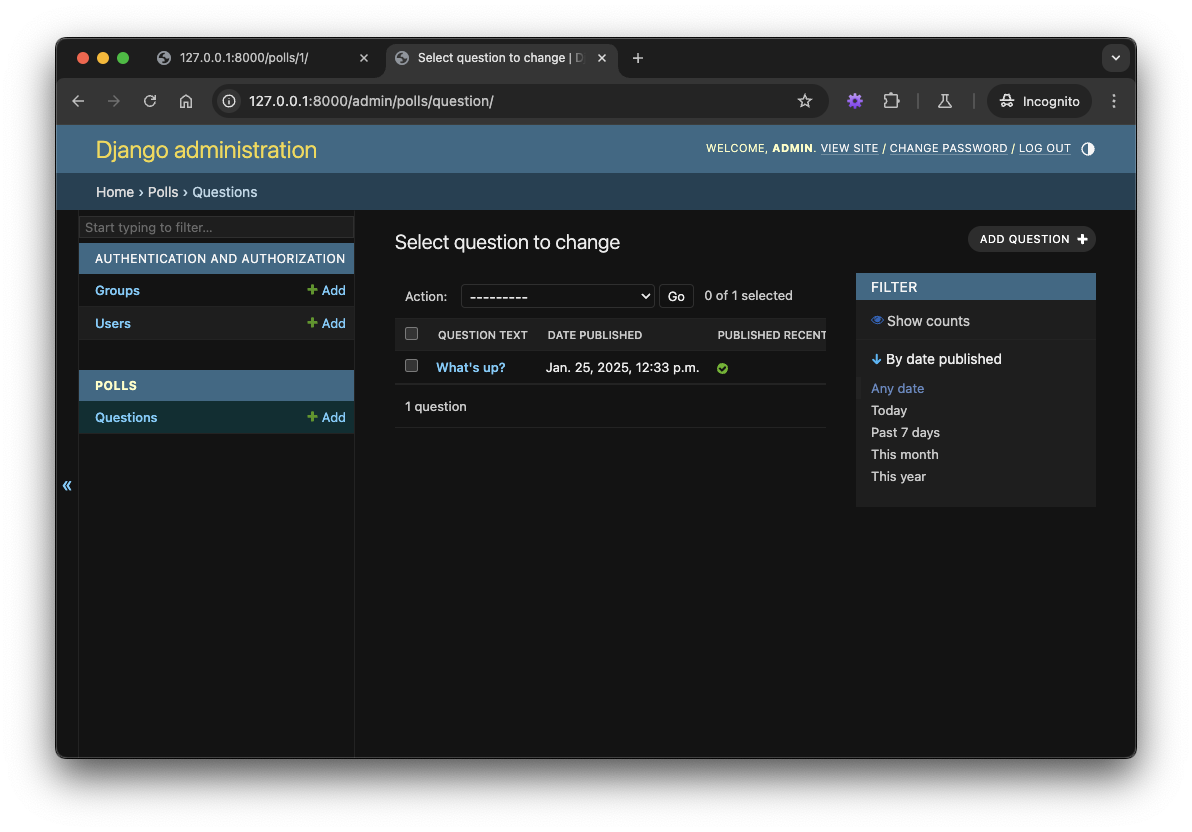 127.0.0.1:8000/polls/1/
Select question to change | D
127.0.0.1:8000/admin/polls/question/
Incognito
Django administration
WELCOME, ADMIN. VIEW SITE / CHANGE PASSWORD / LOG OUT
Home › Polls › Questions
Start typing to filter...
AUTHENTICATION AND AUTHORIZATION
Groups + Add
Users + Add
POLLS
Questions + Add
«
Select question to change
ADD QUESTION +
Action: --------- Go 0 of 1 selected
QUESTION TEXT DATE PUBLISHED PUBLISHED RECENT
What's up? Jan. 25, 2025, 12:33 p.m.
1 question
FILTER
Show counts
↓ By date published
Any date
Today
Past 7 days
This month
This year